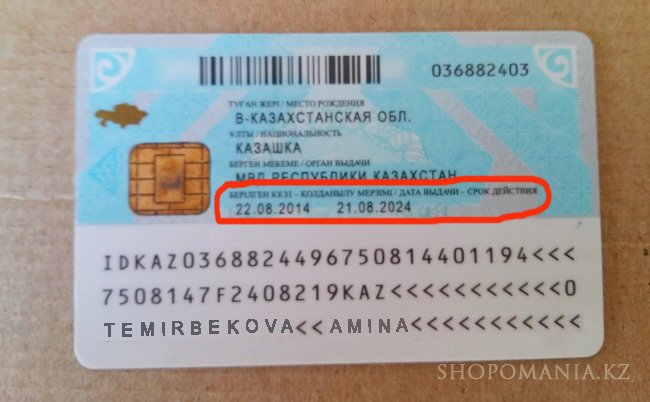 036882403
ТУҒАН ЖЕРІ / МЕСТО РОЖДЕНИЯ
В-КАЗАХСТАНСКАЯ ОБЛ.
ҰЛТЫ / НАЦИОНАЛЬНОСТЬ
КАЗАШКА
БЕРГЕН МЕКЕМЕ / ОРГАН ВЫДАЧИ
МВД РЕСПУБЛИКИ КАЗАХСТАН
БЕРІЛГЕН КЕЗІ – ҚОЛДАНЫЛУ МЕРЗІМІ / ДАТА ВЫДАЧИ – СРОК ДЕЙСТВИЯ
22.08.2014 21.08.2024
IDKAZ0368824496750814401194<<<
7508147F2408219KAZ<<<<<<<<<<<0
TEMIRBEKOVA<<AMINA<<<<<<<<<<<<
SHOPOMANIA.KZ